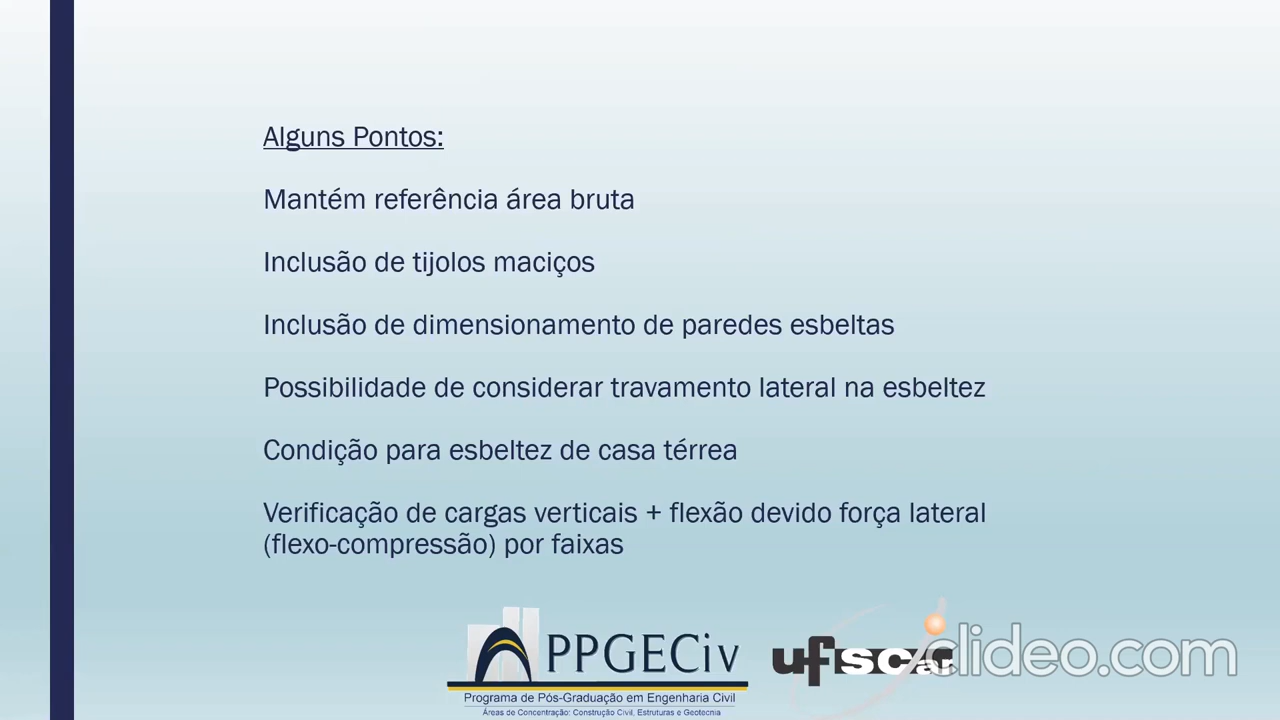 Alguns Pontos:
Mantém referência área bruta
Inclusão de tijolos maciços
Inclusão de dimensionamento de paredes esbeltas
Possibilidade de considerar travamento lateral na esbeltez
Condição para esbeltez de casa térrea
Verificação de cargas verticais + flexão devido força lateral
(flexo-compressão) por faixas
PPGECiv
Programa de Pós-Graduação em Engenharia Civil
Áreas de Concentração: Construção Civil, Estruturas e Geotecnia
ufscar
clideo.com